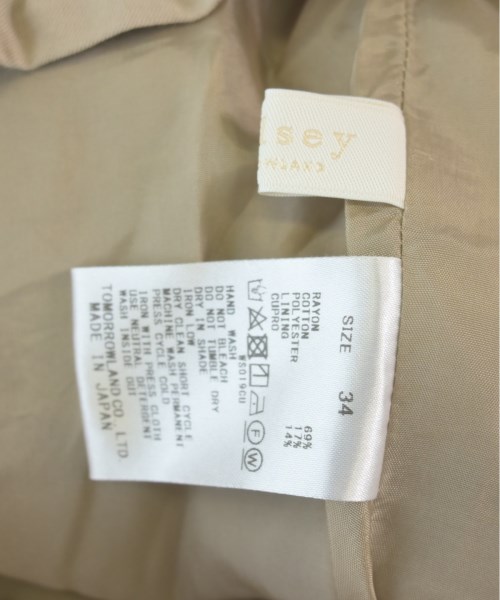 sey
SIZE 34
RAYON 69%
COTTON 17%
POLYESTER 14%
LINING
CUPRO
WS019CU
HAND WASH
DO NOT BLEACH
DO NOT TUMBLE DRY
DRY IN SHADE
IRON LOW
DRY CLEAN SHORT CYCLE
MACHINE WASH PERMANENT
PRESS CYCLE COLD
IRON WITH PRESS CLOTH
USE NEUTRAL DETERGENT
WASH INSIDE OUT
TOMORROWLAND CO., LTD.
MADE IN JAPAN